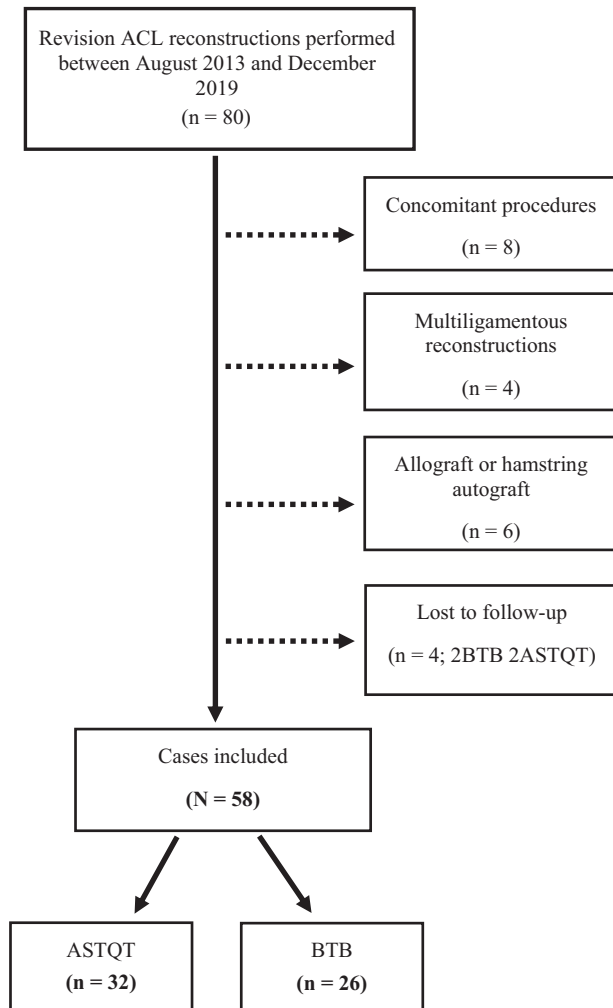 Revision ACL reconstructions performed
between August 2013 and December
2019
(n = 80)
Concomitant procedures
(n = 8)
Multiligamentous
reconstructions
(n = 4)
Allograft or hamstring
autograft
(n = 6)
Lost to follow-up
(n = 4; 2BTB 2ASTQT)
Cases included
(N = 58)
ASTQT
(n = 32)
BTB
(n = 26)